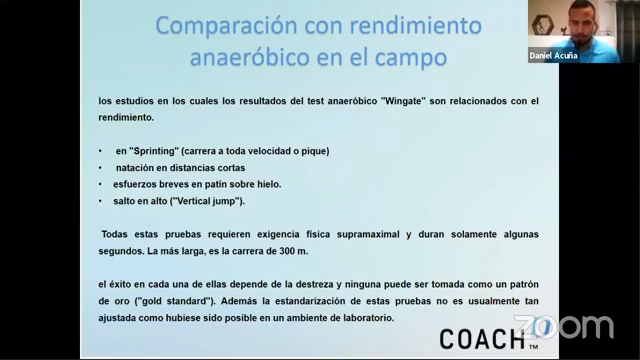 Comparación con rendimiento
anaeróbico en el campo
Daniel Acuña
los estudios en los cuales los resultados del test anaeróbico "Wingate" son relacionados con el
rendimiento.
• en "Sprinting" (carrera a toda velocidad o pique)
• natación en distancias cortas
• esfuerzos breves en patín sobre hielo.
• salto en alto ("Vertical jump").
Todas estas pruebas requieren exigencia física supramaximal y duran solamente algunas
segundos. La más larga, es la carrera de 300 m.
el éxito en cada una de ellas depende de la destreza y ninguna puede ser tomada como un patrón
de oro ("gold standard"). Además la estandarización de estas pruebas no es usualmente tan
ajustada como hubiese sido posible en un ambiente de laboratorio.
COACH
TM
zoom